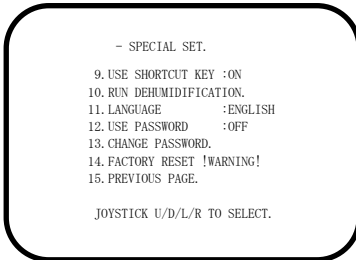 - SPECIAL SET.
9. USE SHORTCUT KEY :ON
10. RUN DEHUMIDIFICATION.
11. LANGUAGE :ENGLISH
12. USE PASSWORD :OFF
13. CHANGE PASSWORD.
14. FACTORY RESET !WARNING!
15. PREVIOUS PAGE.
JOYSTICK U/D/L/R TO SELECT.